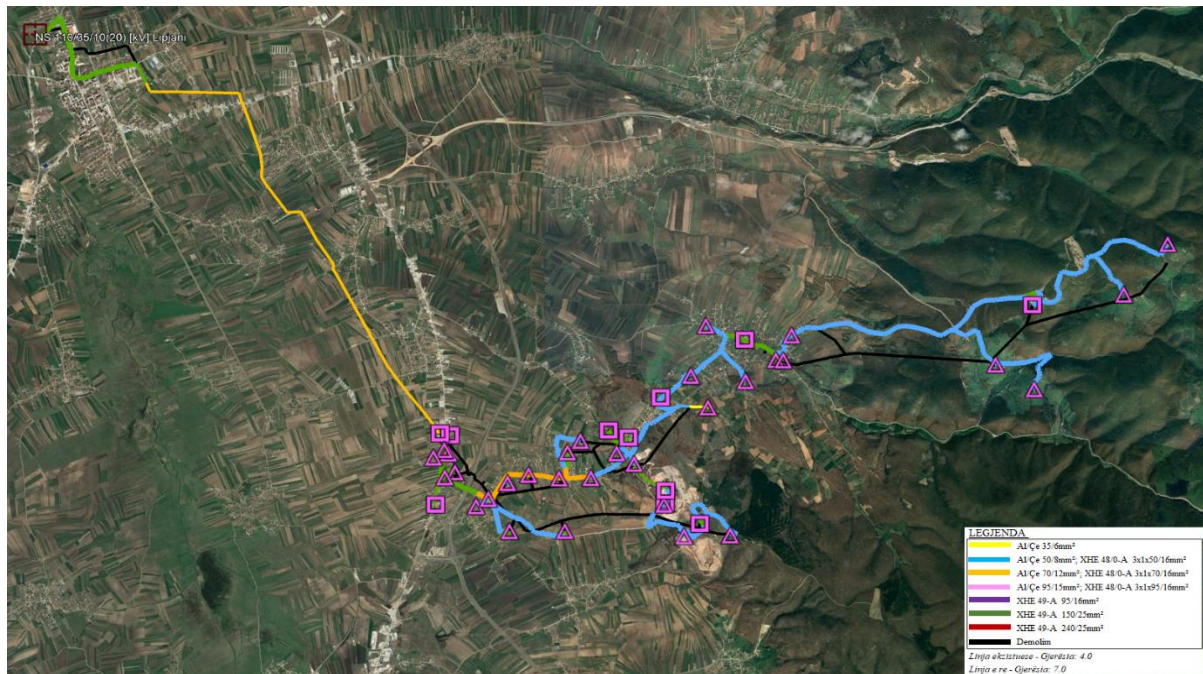 NS 110/35/10(20) [kV] Lipjani
LEGJENDA
Al/Çe 35/6mm²
Al/Çe 50/8mm²; XHE 48/0-A 3x1x50/16mm²
Al/Çe 70/12mm²; XHE 48/0-A 3x1x70/16mm²
Al/Çe 95/15mm²; XHE 48/0-A 3x1x95/16mm²
XHE 49-A 95/16mm²
XHE 49-A 150/25mm²
XHE 49-A 240/25mm²
Demolim
Linja ekzistuese - Gjerësia: 4.0
Linja e re - Gjerësia: 7.0